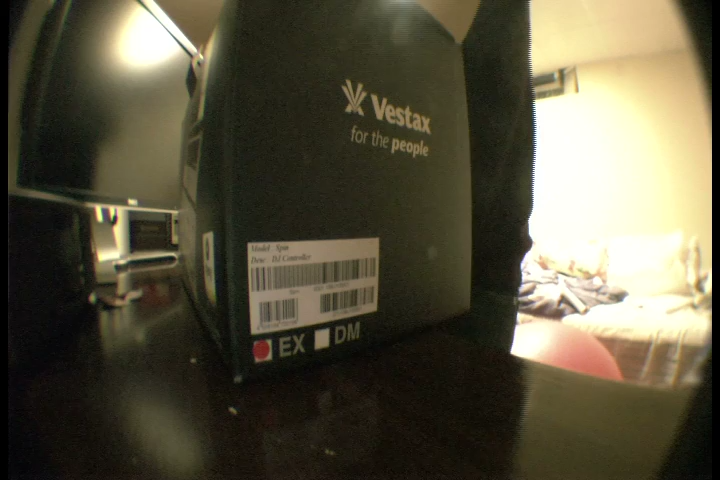 Vestax
for the people
Model : Spin
Desc : DJ Controller
EX DM